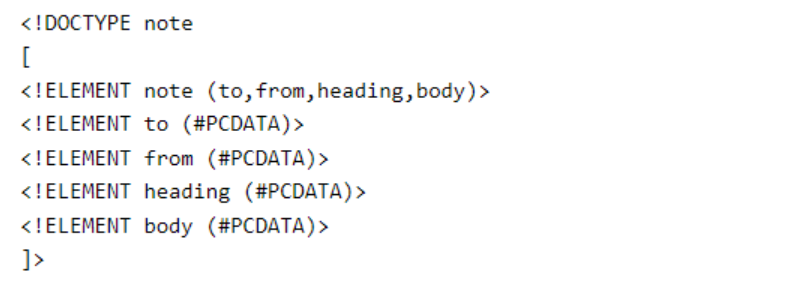 <!DOCTYPE note
[
<!ELEMENT note (to,from,heading,body)>
<!ELEMENT to (#PCDATA)>
<!ELEMENT from (#PCDATA)>
<!ELEMENT heading (#PCDATA)>
<!ELEMENT body (#PCDATA)>
]>